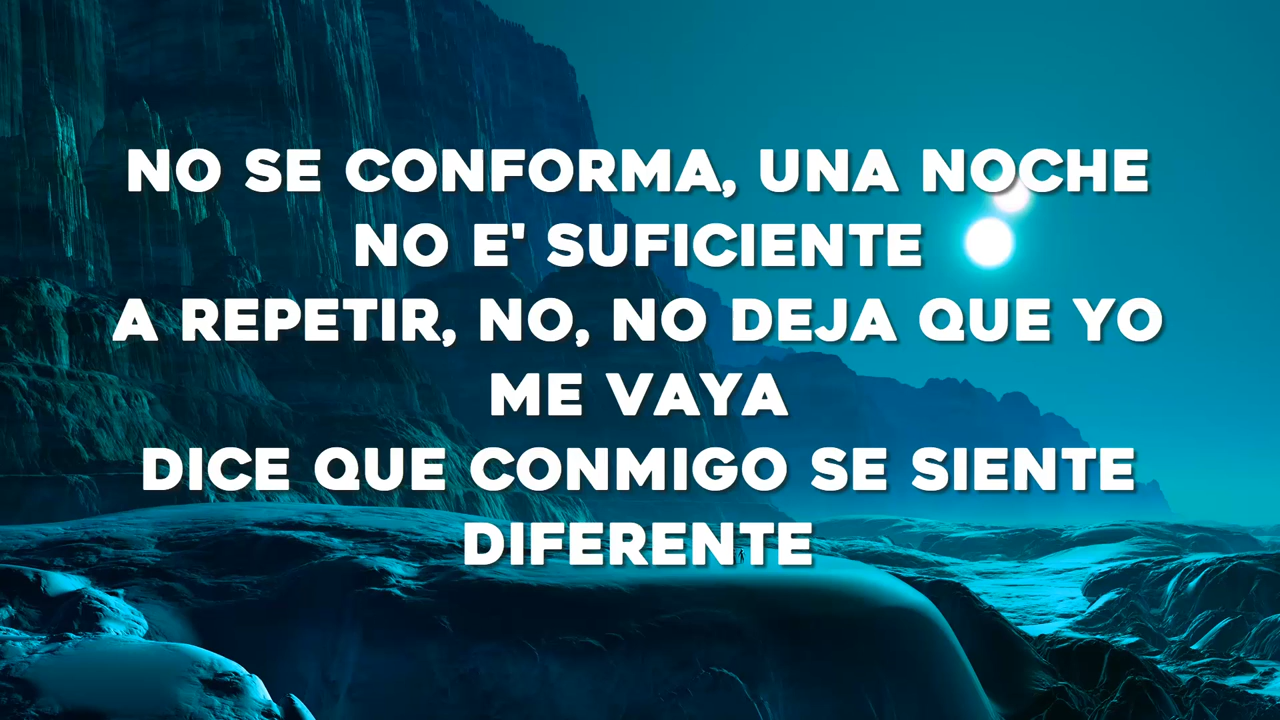 NO SE CONFORMA, UNA NOCHE
NO E' SUFICIENTE
A REPETIR, NO, NO DEJA QUE YO
ME VAYA
DICE QUE CONMIGO SE SIENTE
DIFERENTE